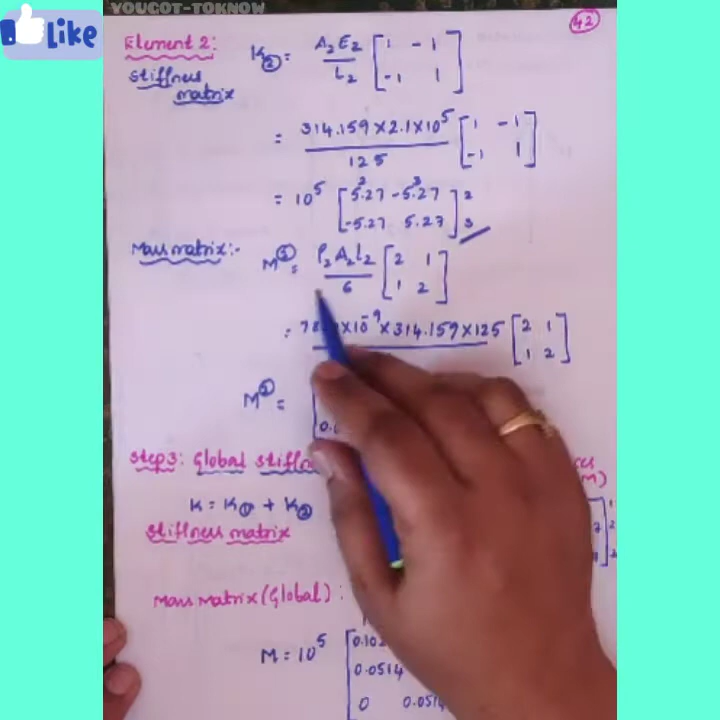 YOUGOT-TOKNOW
Like
42
Element 2:
Stiffness matrix
K② = A₂E₂ / L₂ [1 -1; -1 1]
= 314.159×2.1×10⁵ / 125 [1 -1; -1 1]
2 3
= 10⁵ [5.27 -5.27; -5.27 5.27] 2 3
Mass matrix:- M② = ρ₂A₂L₂ / 6 [2 1; 1 2]
×10⁻⁹×314.159×125 [2 1; 1 2]
M② =
Step3: Global
M)
K = K① + K②
Stiffness matrix
Mass Matrix (Global) :
M = 10⁵
0.0514
0 0.0514